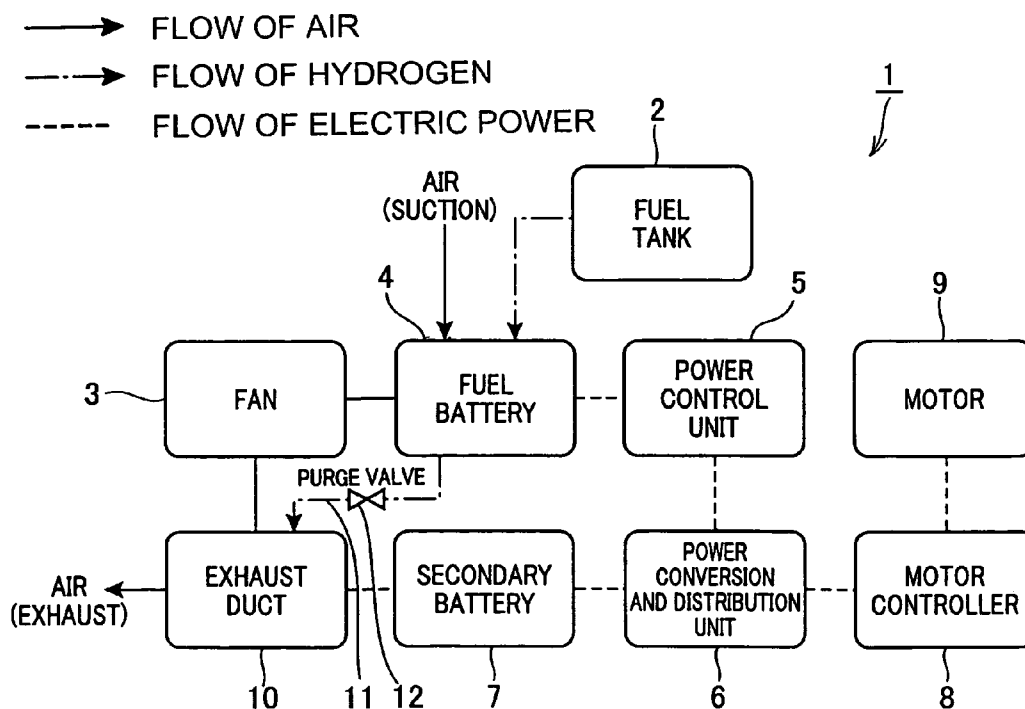 FLOW OF AIR
FLOW OF HYDROGEN
FLOW OF ELECTRIC POWER
1
2
AIR
(SUCTION)
FUEL
TANK
4
5
9
3
FAN
FUEL
BATTERY
POWER
CONTROL
UNIT
MOTOR
PURGE VALVE
AIR
(EXHAUST)
EXHAUST
DUCT
SECONDARY
BATTERY
POWER
CONVERSION
AND DISTRIBUTION
UNIT
MOTOR
CONTROLLER
10
11
12
7
6
8